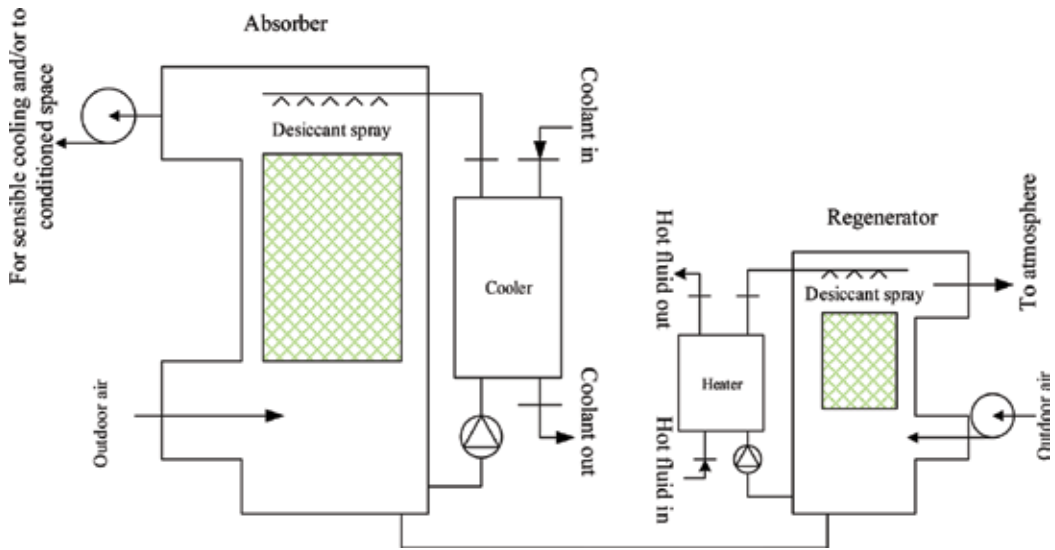 Absorber
For sensible cooling and/or to
conditioned space
Desiccant spray
Coolant in
Cooler
Coolant out
Outdoor air
Regenerator
Hot fluid out
Desiccant spray
To atmosphere
Heater
Hot fluid in
Outdoor air